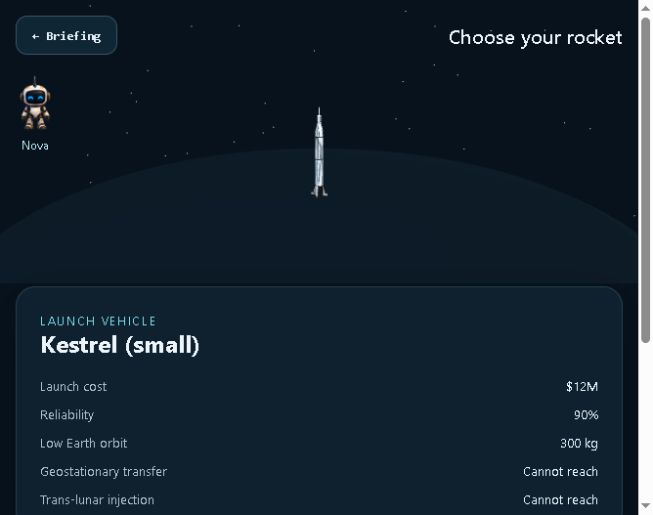 ← Briefing
Choose your rocket
Nova
LAUNCH VEHICLE
Kestrel (small)
Launch cost $12M
Reliability 90%
Low Earth orbit 300 kg
Geostationary transfer Cannot reach
Trans-lunar injection Cannot reach